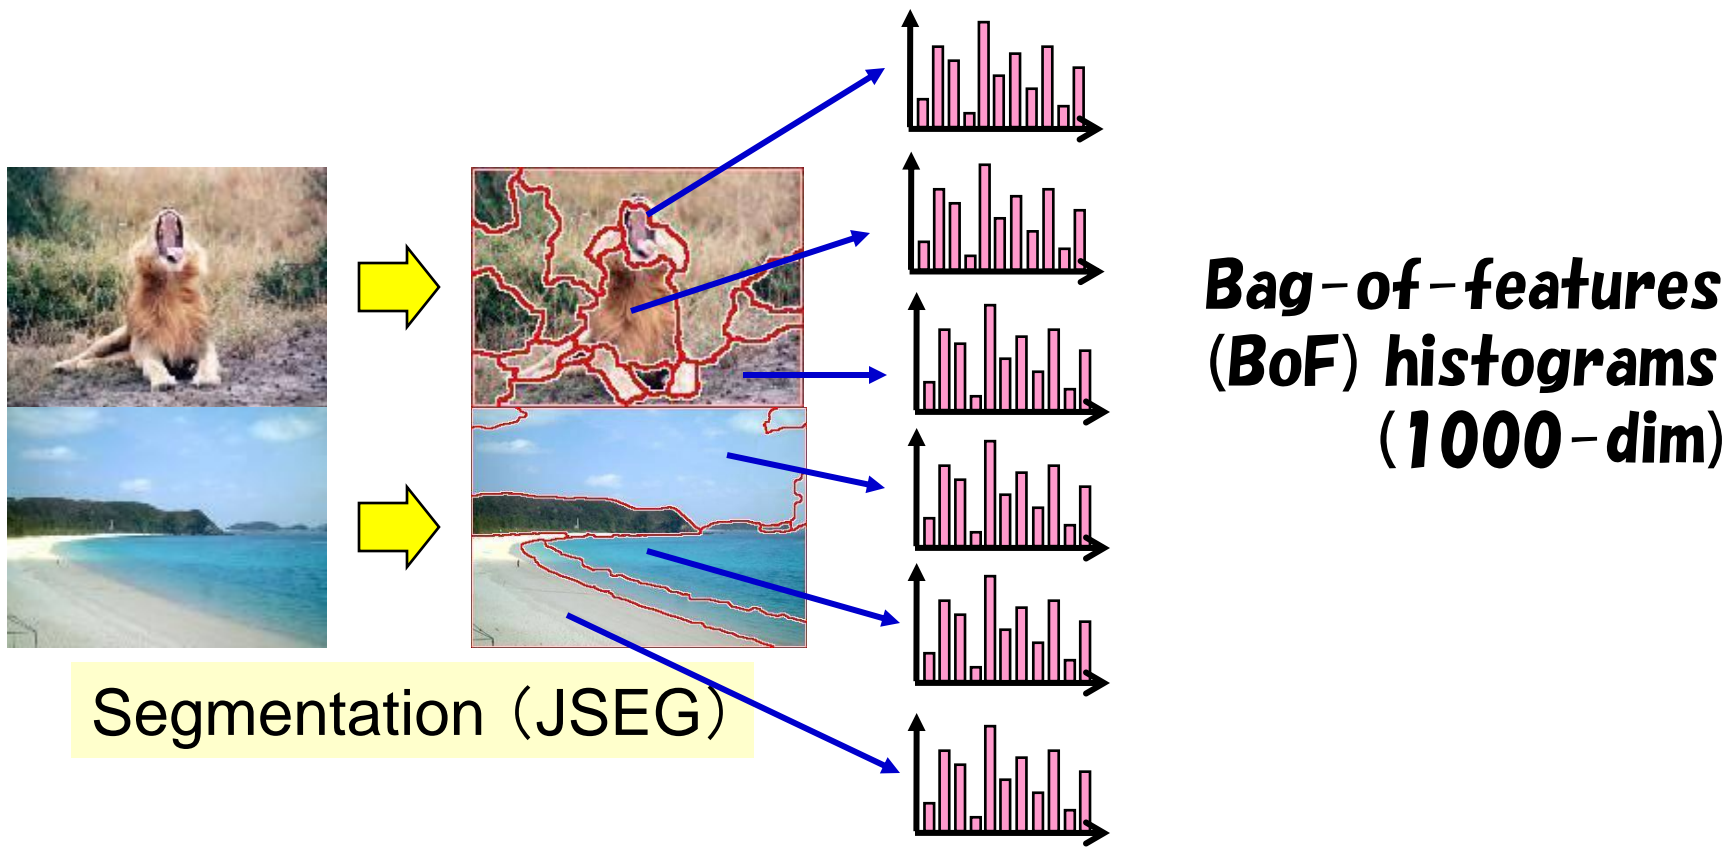 Segmentation（JSEG）
Bag-of-features
(BoF) histograms
(1000-dim)